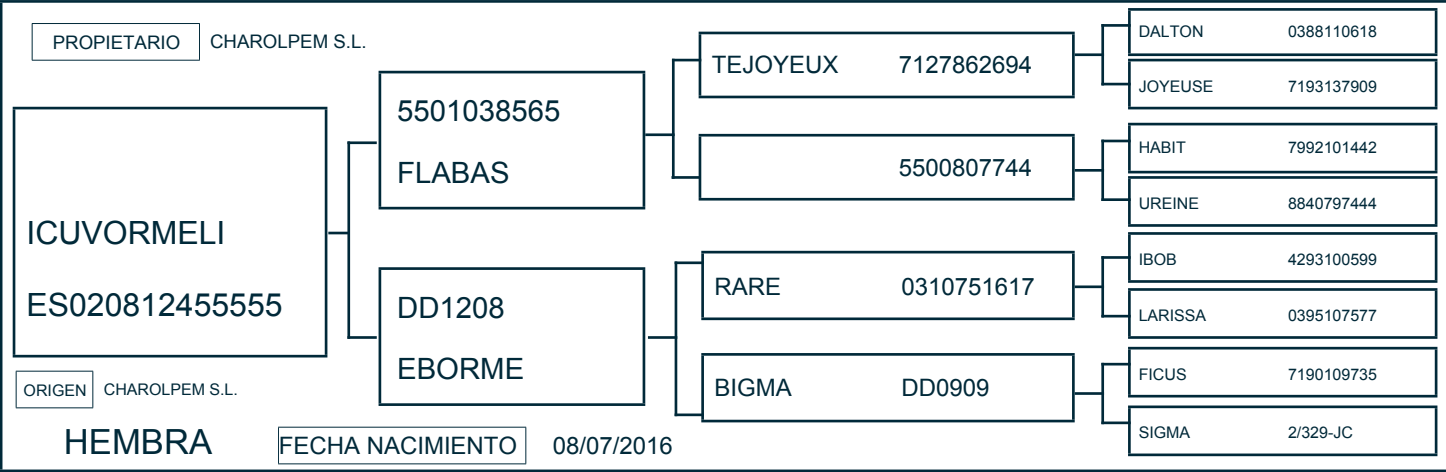 PROPIETARIO CHAROLPEM S.L.
ICUVORMELI
ES020812455555
ORIGEN CHAROLPEM S.L.
HEMBRA FECHA NACIMIENTO 08/07/2016
5501038565
FLABAS
DD1208
EBORME
TEJOYEUX 7127862694
5500807744
RARE 0310751617
BIGMA DD0909
DALTON 0388110618
JOYEUSE 7193137909
HABIT 7992101442
UREINE 8840797444
IBOB 4293100599
LARISSA 0395107577
FICUS 7190109735
SIGMA 2/329-JC